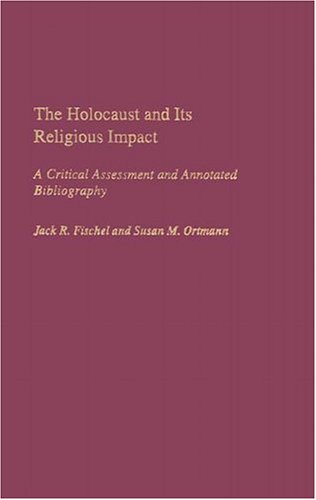 The Holocaust and Its
Religious Impact
A Critical Assessment and Annotated
Bibliography
Jack R. Fischel and Susan M. Ortmann